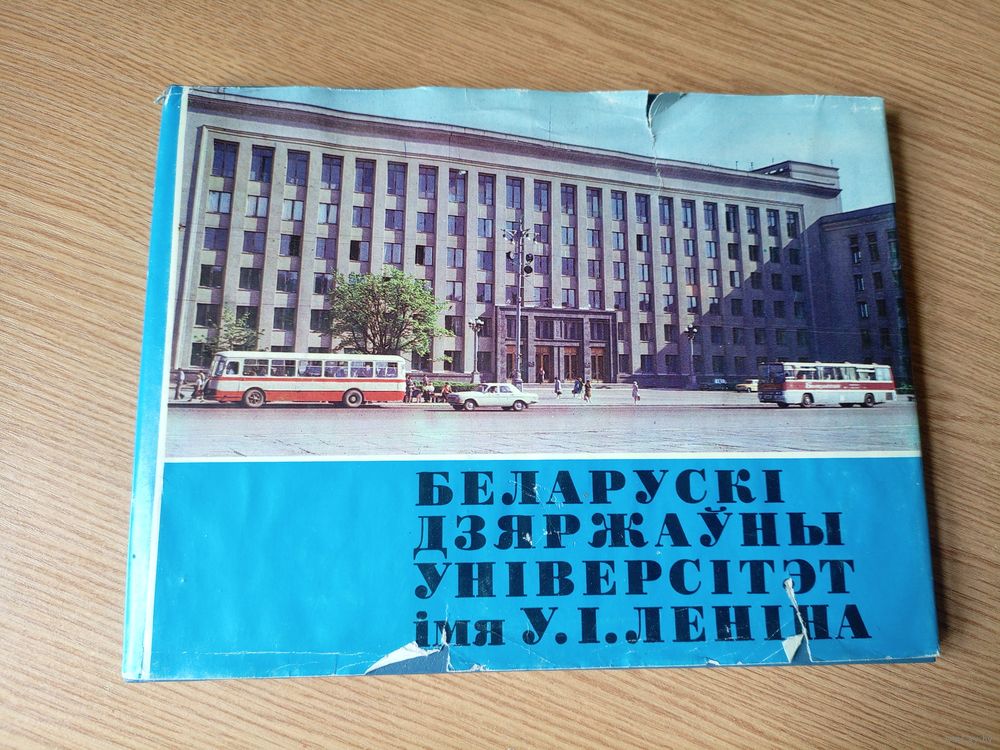 БЕЛАРУСКІ
ДЗЯРЖАЎНЫ
УНІВЕРСІТЭТ
імя У.І.ЛЕНІНА